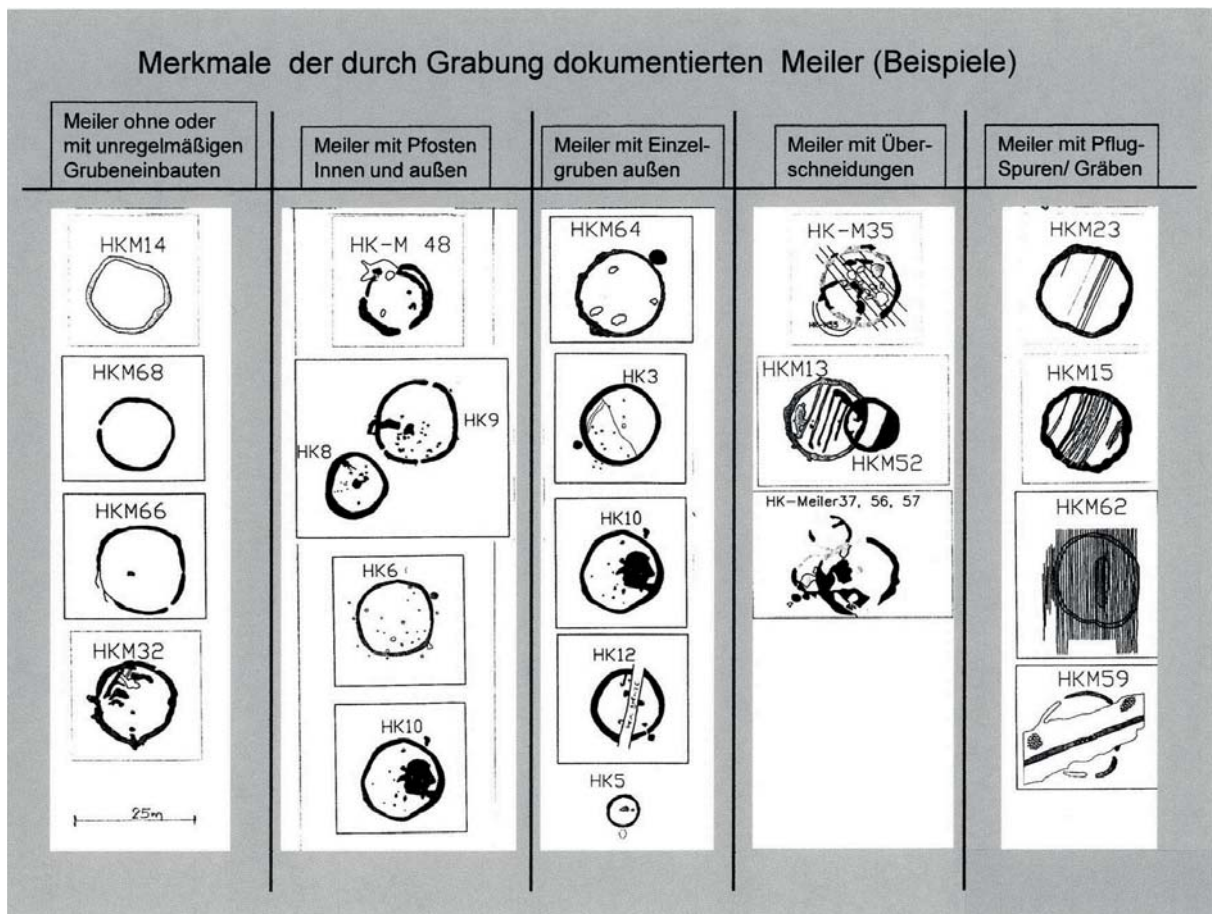 Merkmale der durch Grabung dokumentierten Meiler (Beispiele)
Meiler ohne oder
mit unregelmäßigen
Grubeneinbauten
Meiler mit Pfosten
Innen und außen
Meiler mit Einzel-
gruben außen
Meiler mit Über-
schneidungen
Meiler mit Pflug-
Spuren/ Gräben
HKM14
HKM68
HKM66
HKM32
25m
HK-M 48
HK9
HK8
HK6
HK10
HKM64
HK3
HK10
HK12
HK5
HK-M35
HK-M55
HKM13
HKM52
HK-Meiler37, 56, 57
HKM23
HKM15
HKM62
HKM59